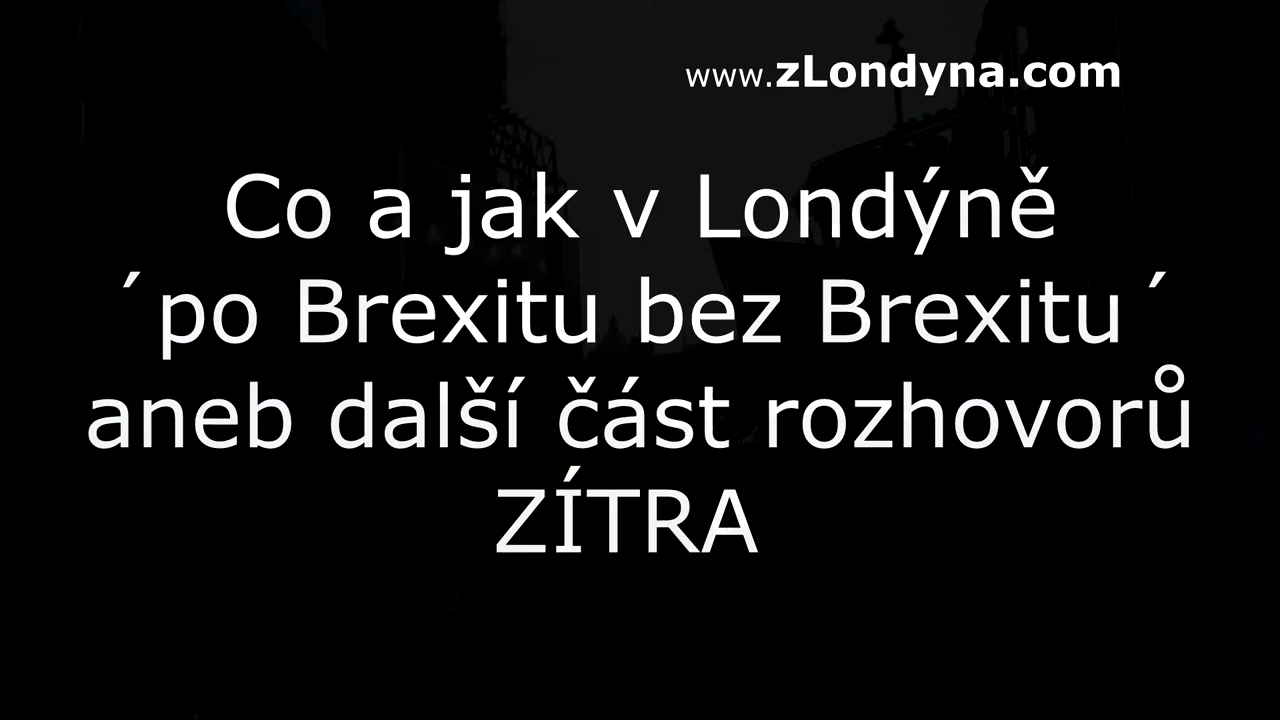 www.zLondyna.com
Co a jak v Londýně
´po Brexitu bez Brexitu´
aneb další část rozhovorů
ZÍTRA